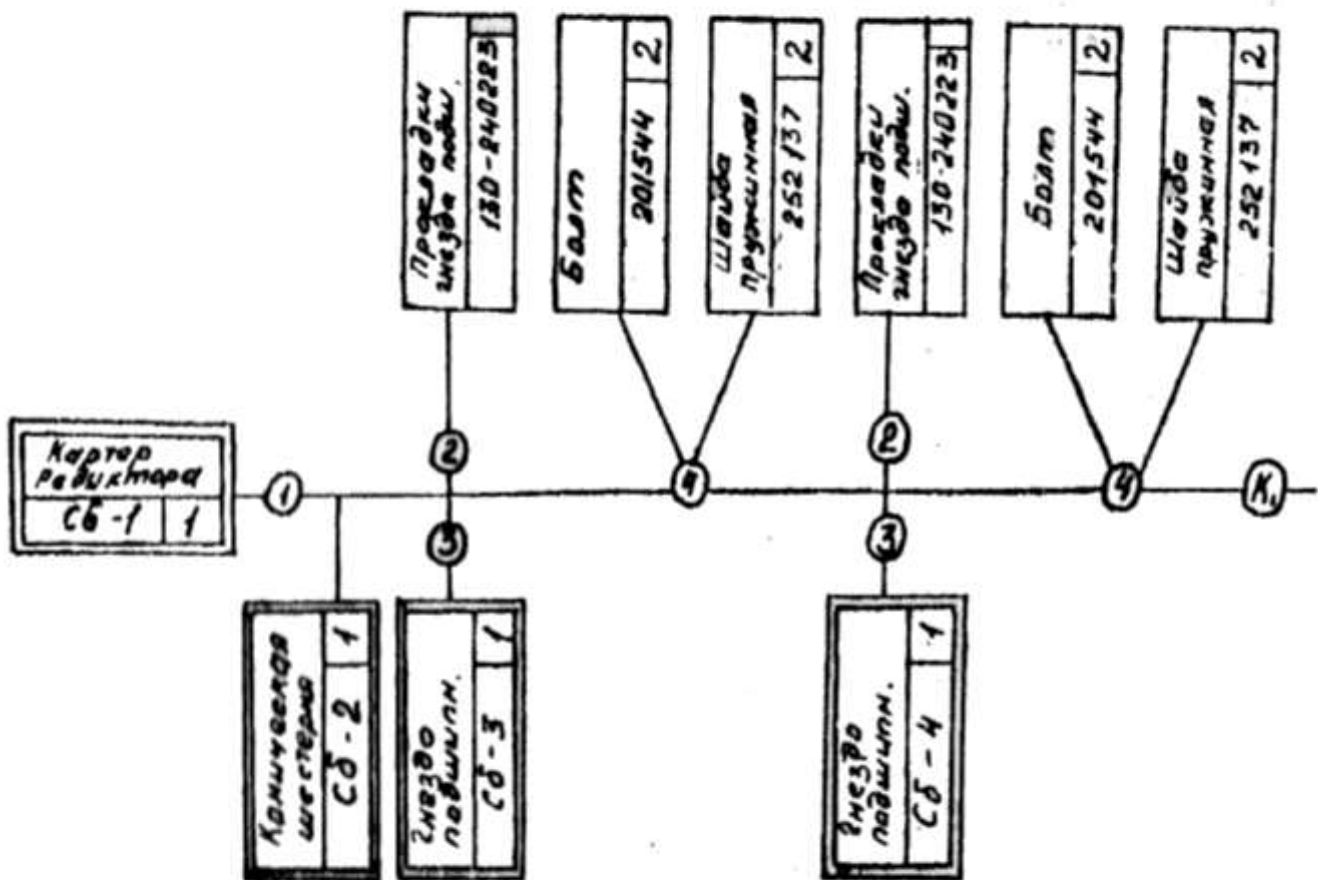 Прокладки
гнезда подш.
130-240223
Болт
201544
2
Шайба
пружинная
252137
2
Прокладки
гнезда подш.
130-240223
Болт
201544
2
Шайба
пружинная
252137
2
Картер
редуктора
Сб-1
1
1
2
3
4
2
3
4
К₁
Коническая
шестерня
Сб-2
1
Гнездо
подшипн.
Сб-3
1
Гнездо
подшипн.
Сб-4
1